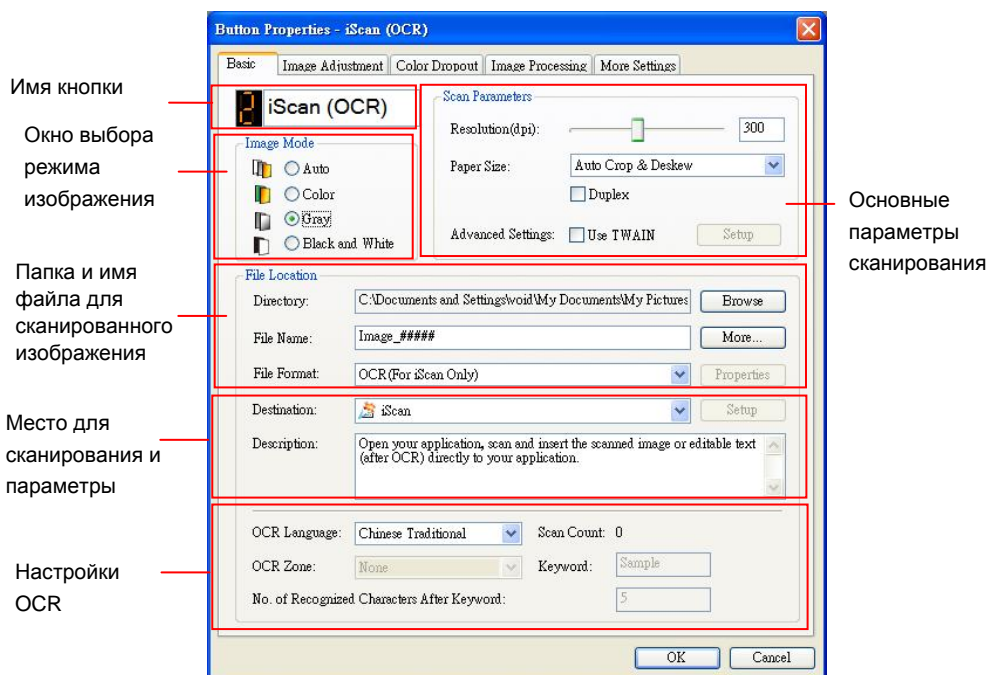 Button Properties - iScan (OCR)
Basic
Image Adjustment
Color Dropout
Image Processing
More Settings
Имя кнопки
2 iScan (OCR)
Окно выбора
режима
изображения
Image Mode
Auto
Color
Gray
Black and White
Scan Parameters
Resolution(dpi): 300
Paper Size: Auto Crop & Deskew
Duplex
Advanced Settings: Use TWAIN Setup
Основные
параметры
сканирования
Папка и имя
файла для
сканированного
изображения
File Location
Directory: C:\Documents and Settings\void\My Documents\My Pictures Browse
File Name: Image_##### More...
File Format: OCR(For iScan Only) Properties
Место для
сканирования и
параметры
Destination: iScan Setup
Description: Open your application, scan and insert the scanned image or editable text
(after OCR) directly to your application.
Настройки
OCR
OCR Language: Chinese Traditional Scan Count: 0
OCR Zone: None Keyword: Sample
No. of Recognized Characters After Keyword: 5
OK Cancel